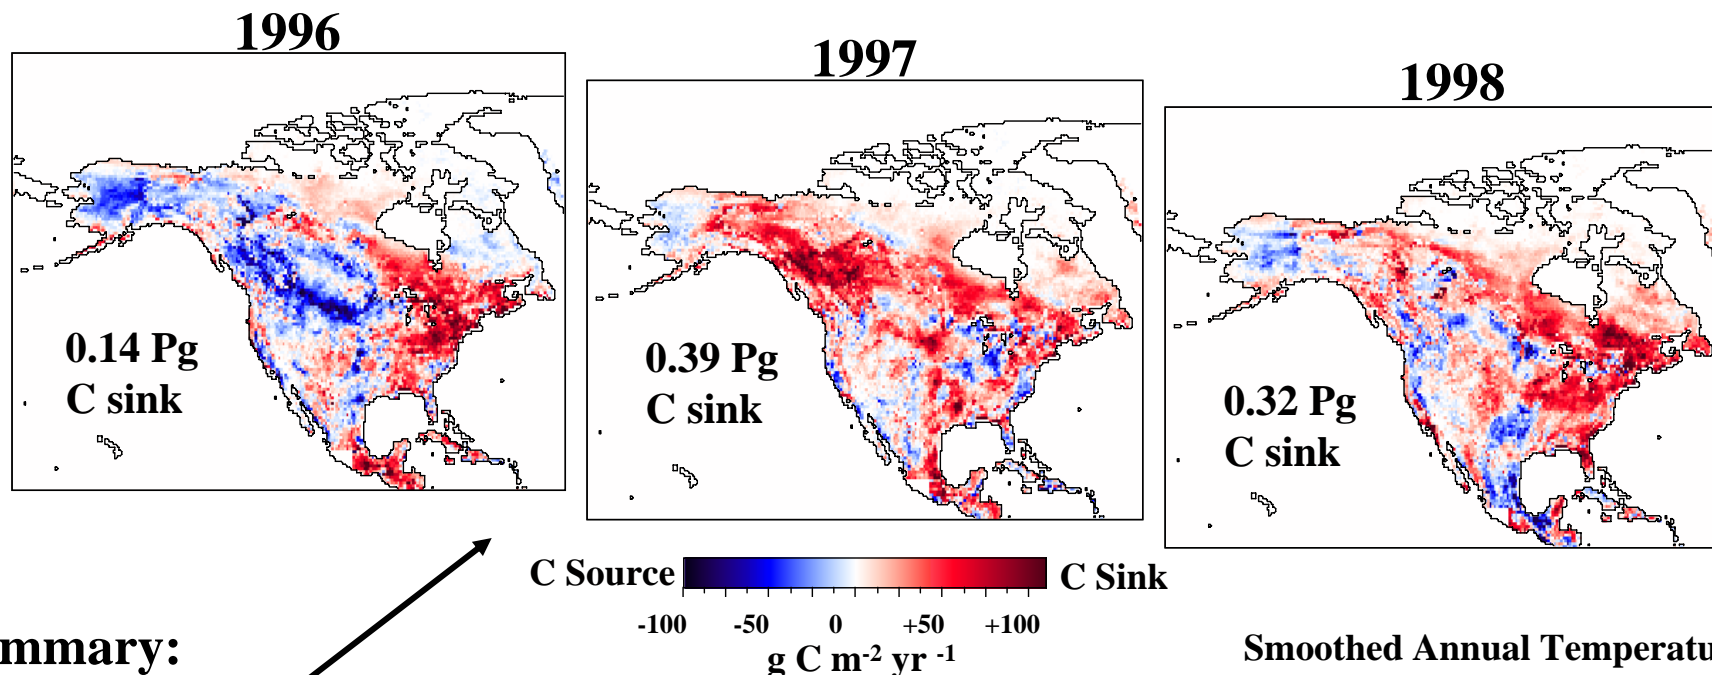 1996
1997
1998
0.14 Pg
C sink
0.39 Pg
C sink
0.32 Pg
C sink
C Source
C Sink
-100 -50 0 +50 +100
g C m-2 yr -1
mmary:
Smoothed Annual Temperatu